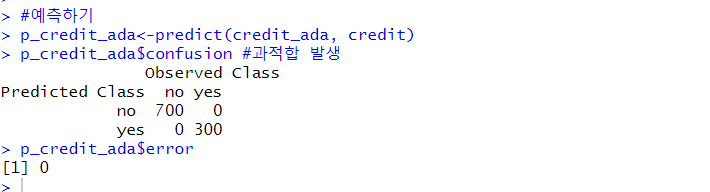 > #예측하기
> p_credit_ada<-predict(credit_ada, credit)
> p_credit_ada$confusion #과적합 발생
Observed Class
Predicted Class no yes
no 700 0
yes 0 300
> p_credit_ada$error
[1] 0
>